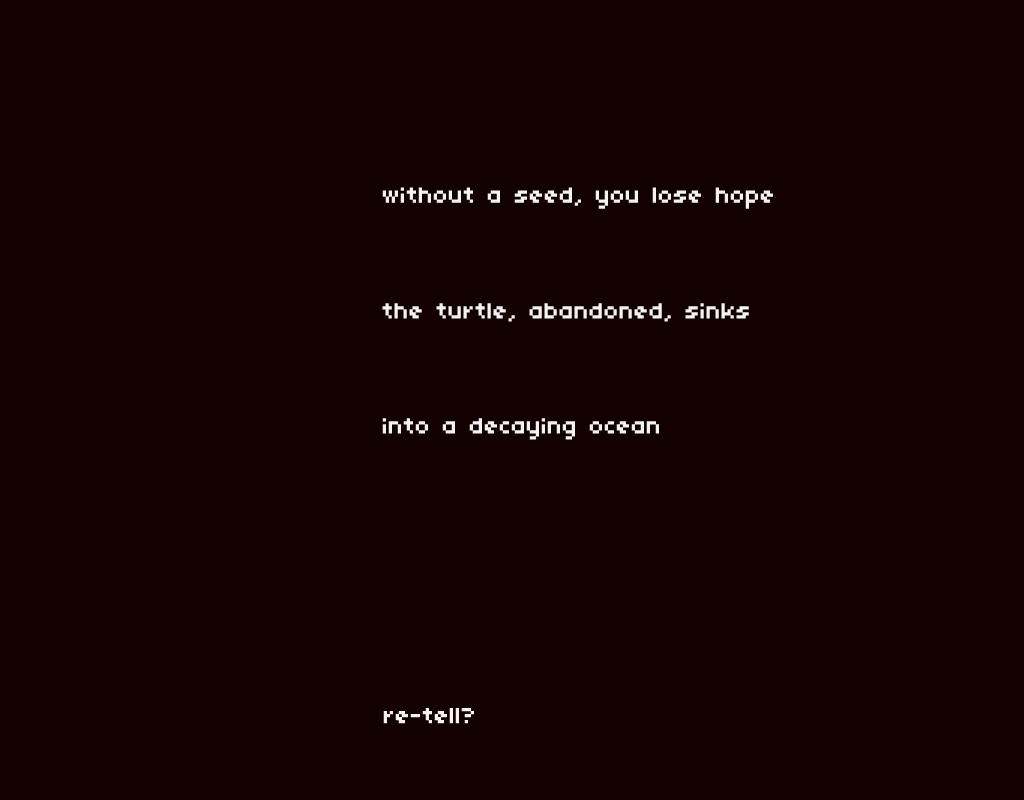 without a seed, you lose hope
the turtle, abandoned, sinks
into a decaying ocean
re-tell?